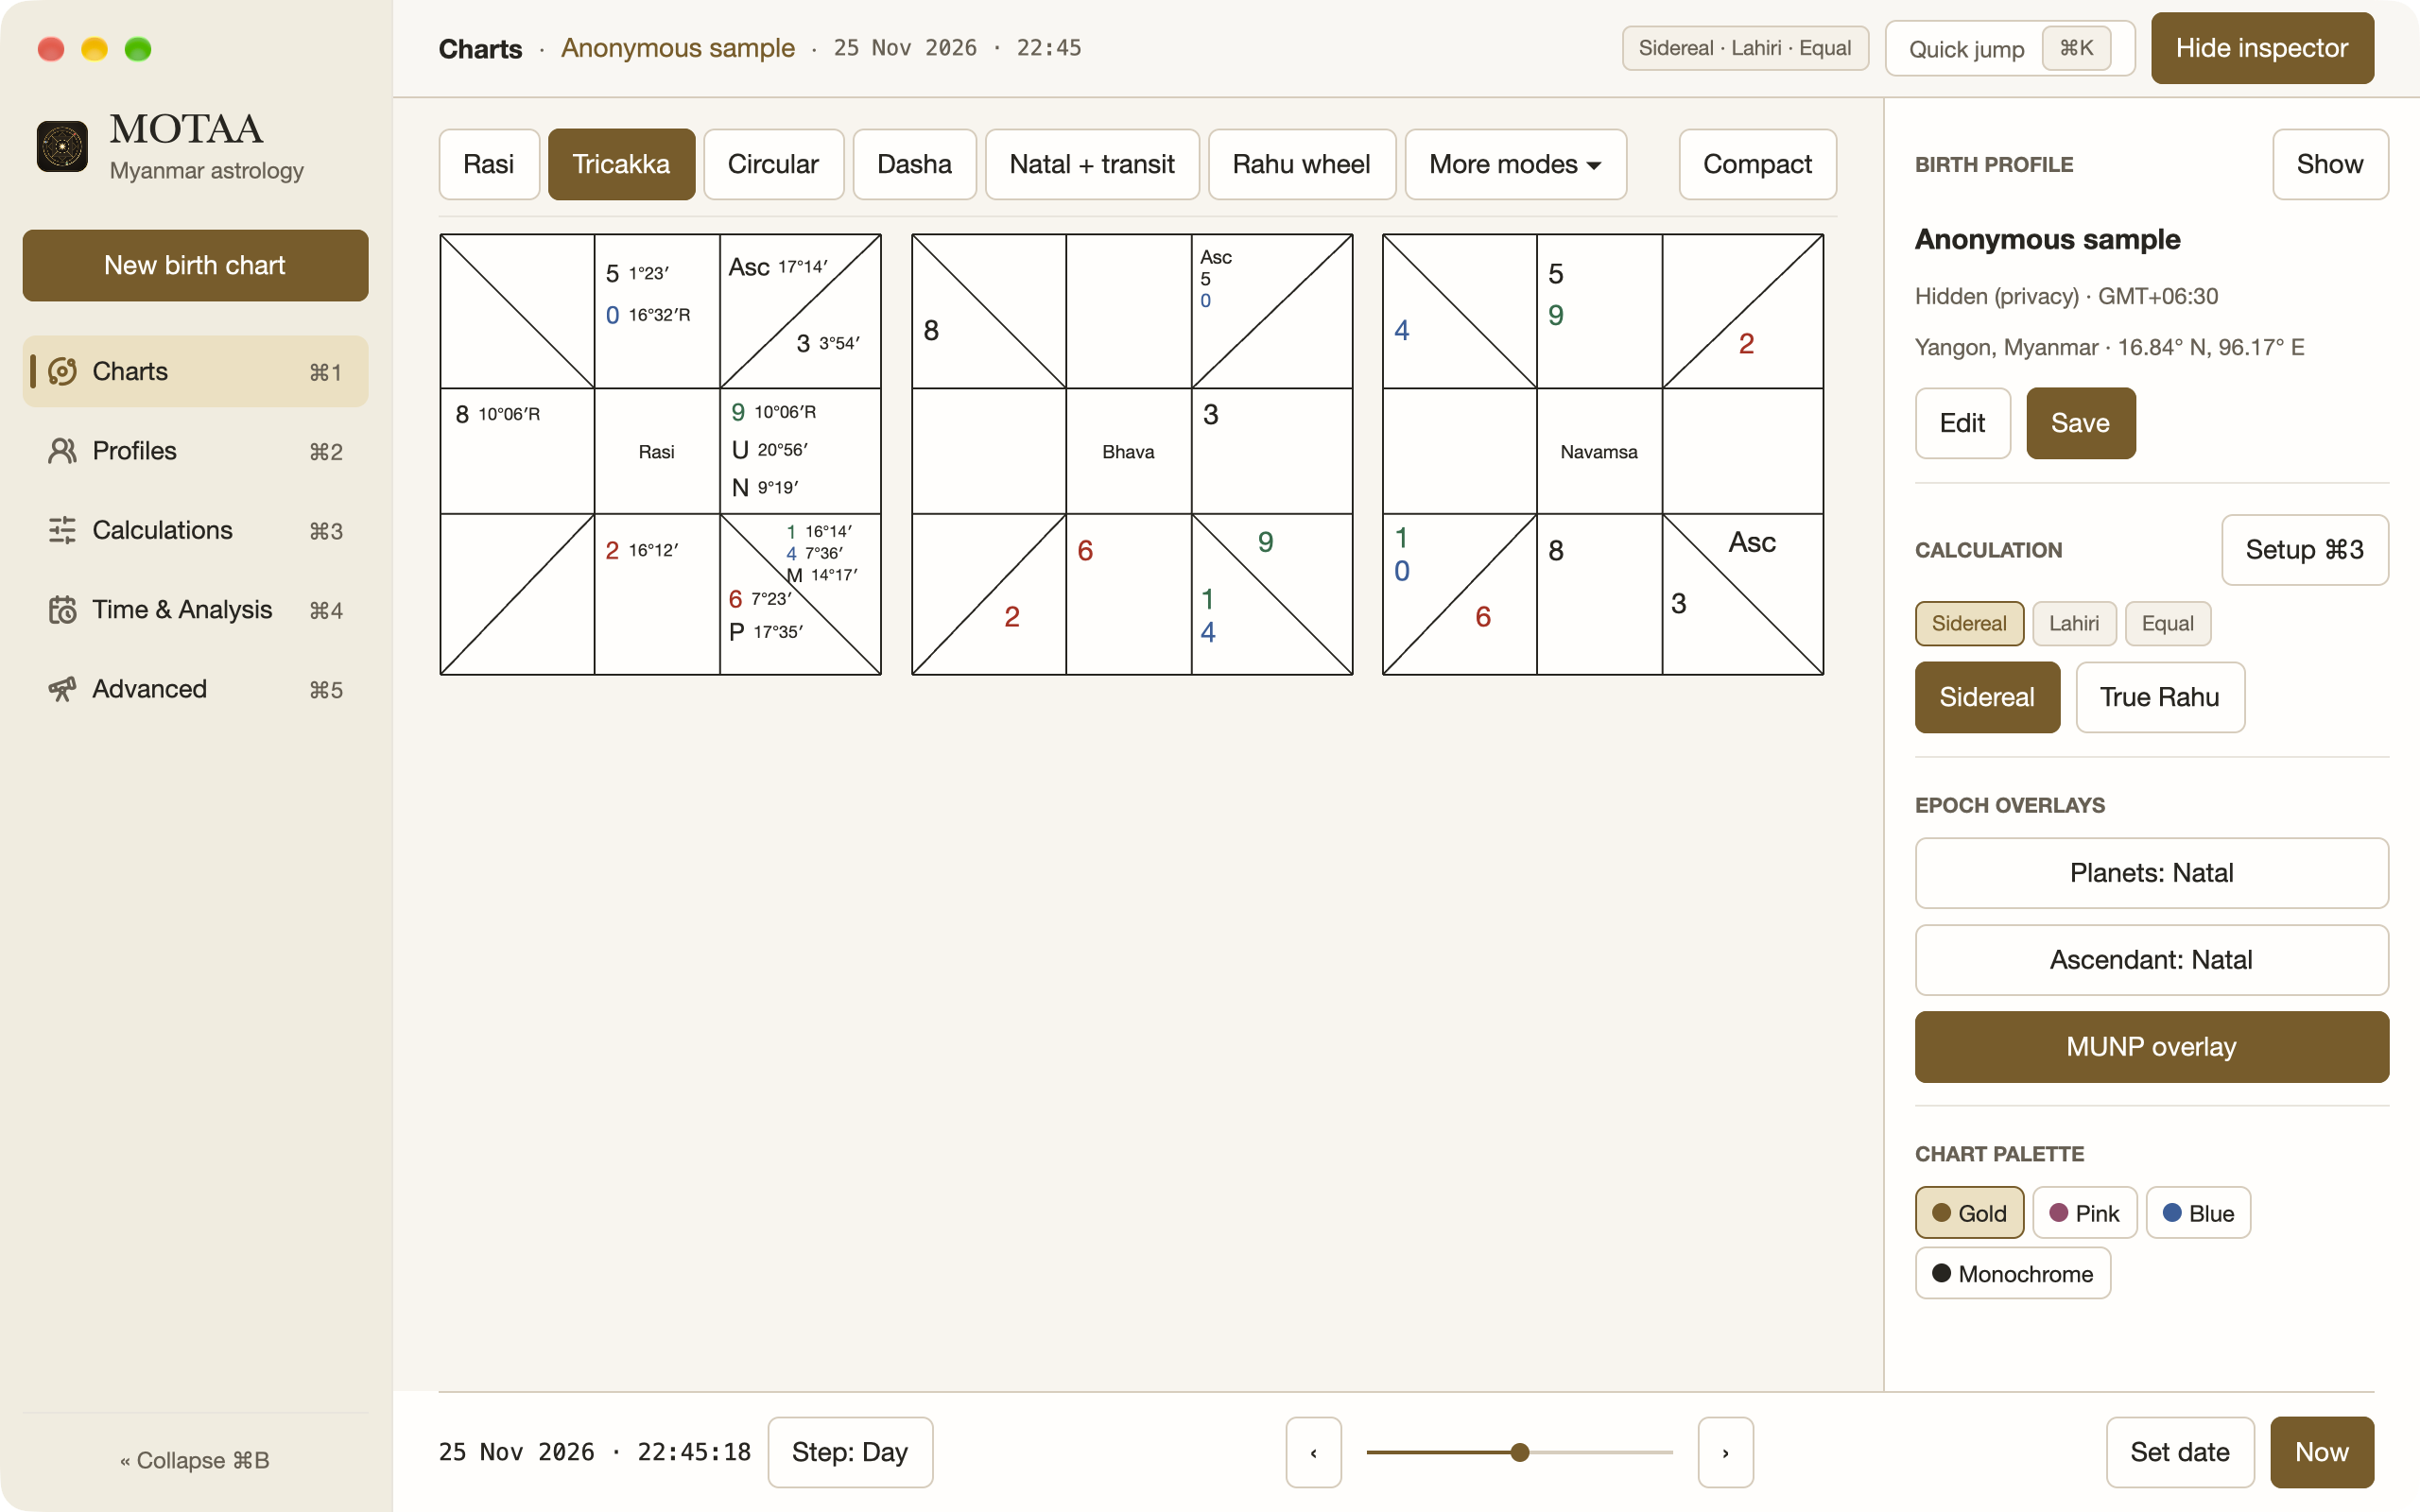 Charts · Anonymous sample · 25 Nov 2026 · 22:45
Sidereal · Lahiri · Equal
Quick jump ⌘K
Hide inspector
MOTAA
Myanmar astrology
New birth chart
Charts ⌘1
Profiles ⌘2
Calculations ⌘3
Time & Analysis ⌘4
Advanced ⌘5
« Collapse ⌘B
Rasi
Tricakka
Circular
Dasha
Natal + transit
Rahu wheel
More modes
Compact
5 1°23′
0 16°32′R
Asc 17°14′
3 3°54′
8 10°06′R
Rasi
9 10°06′R
U 20°56′
N 9°19′
2 16°12′
1 16°14′
4 7°36′
M 14°17′
6 7°23′
P 17°35′
8
Asc
5
0
Bhava
3
2
6
9
1
4
4
5
9
2
Navamsa
1
0
6
8
Asc
3
BIRTH PROFILE
Show
Anonymous sample
Hidden (privacy) · GMT+06:30
Yangon, Myanmar · 16.84° N, 96.17° E
Edit
Save
CALCULATION
Setup ⌘3
Sidereal
Lahiri
Equal
Sidereal
True Rahu
EPOCH OVERLAYS
Planets: Natal
Ascendant: Natal
MUNP overlay
CHART PALETTE
Gold
Pink
Blue
Monochrome
25 Nov 2026 · 22:45:18
Step: Day
‹
›
Set date
Now